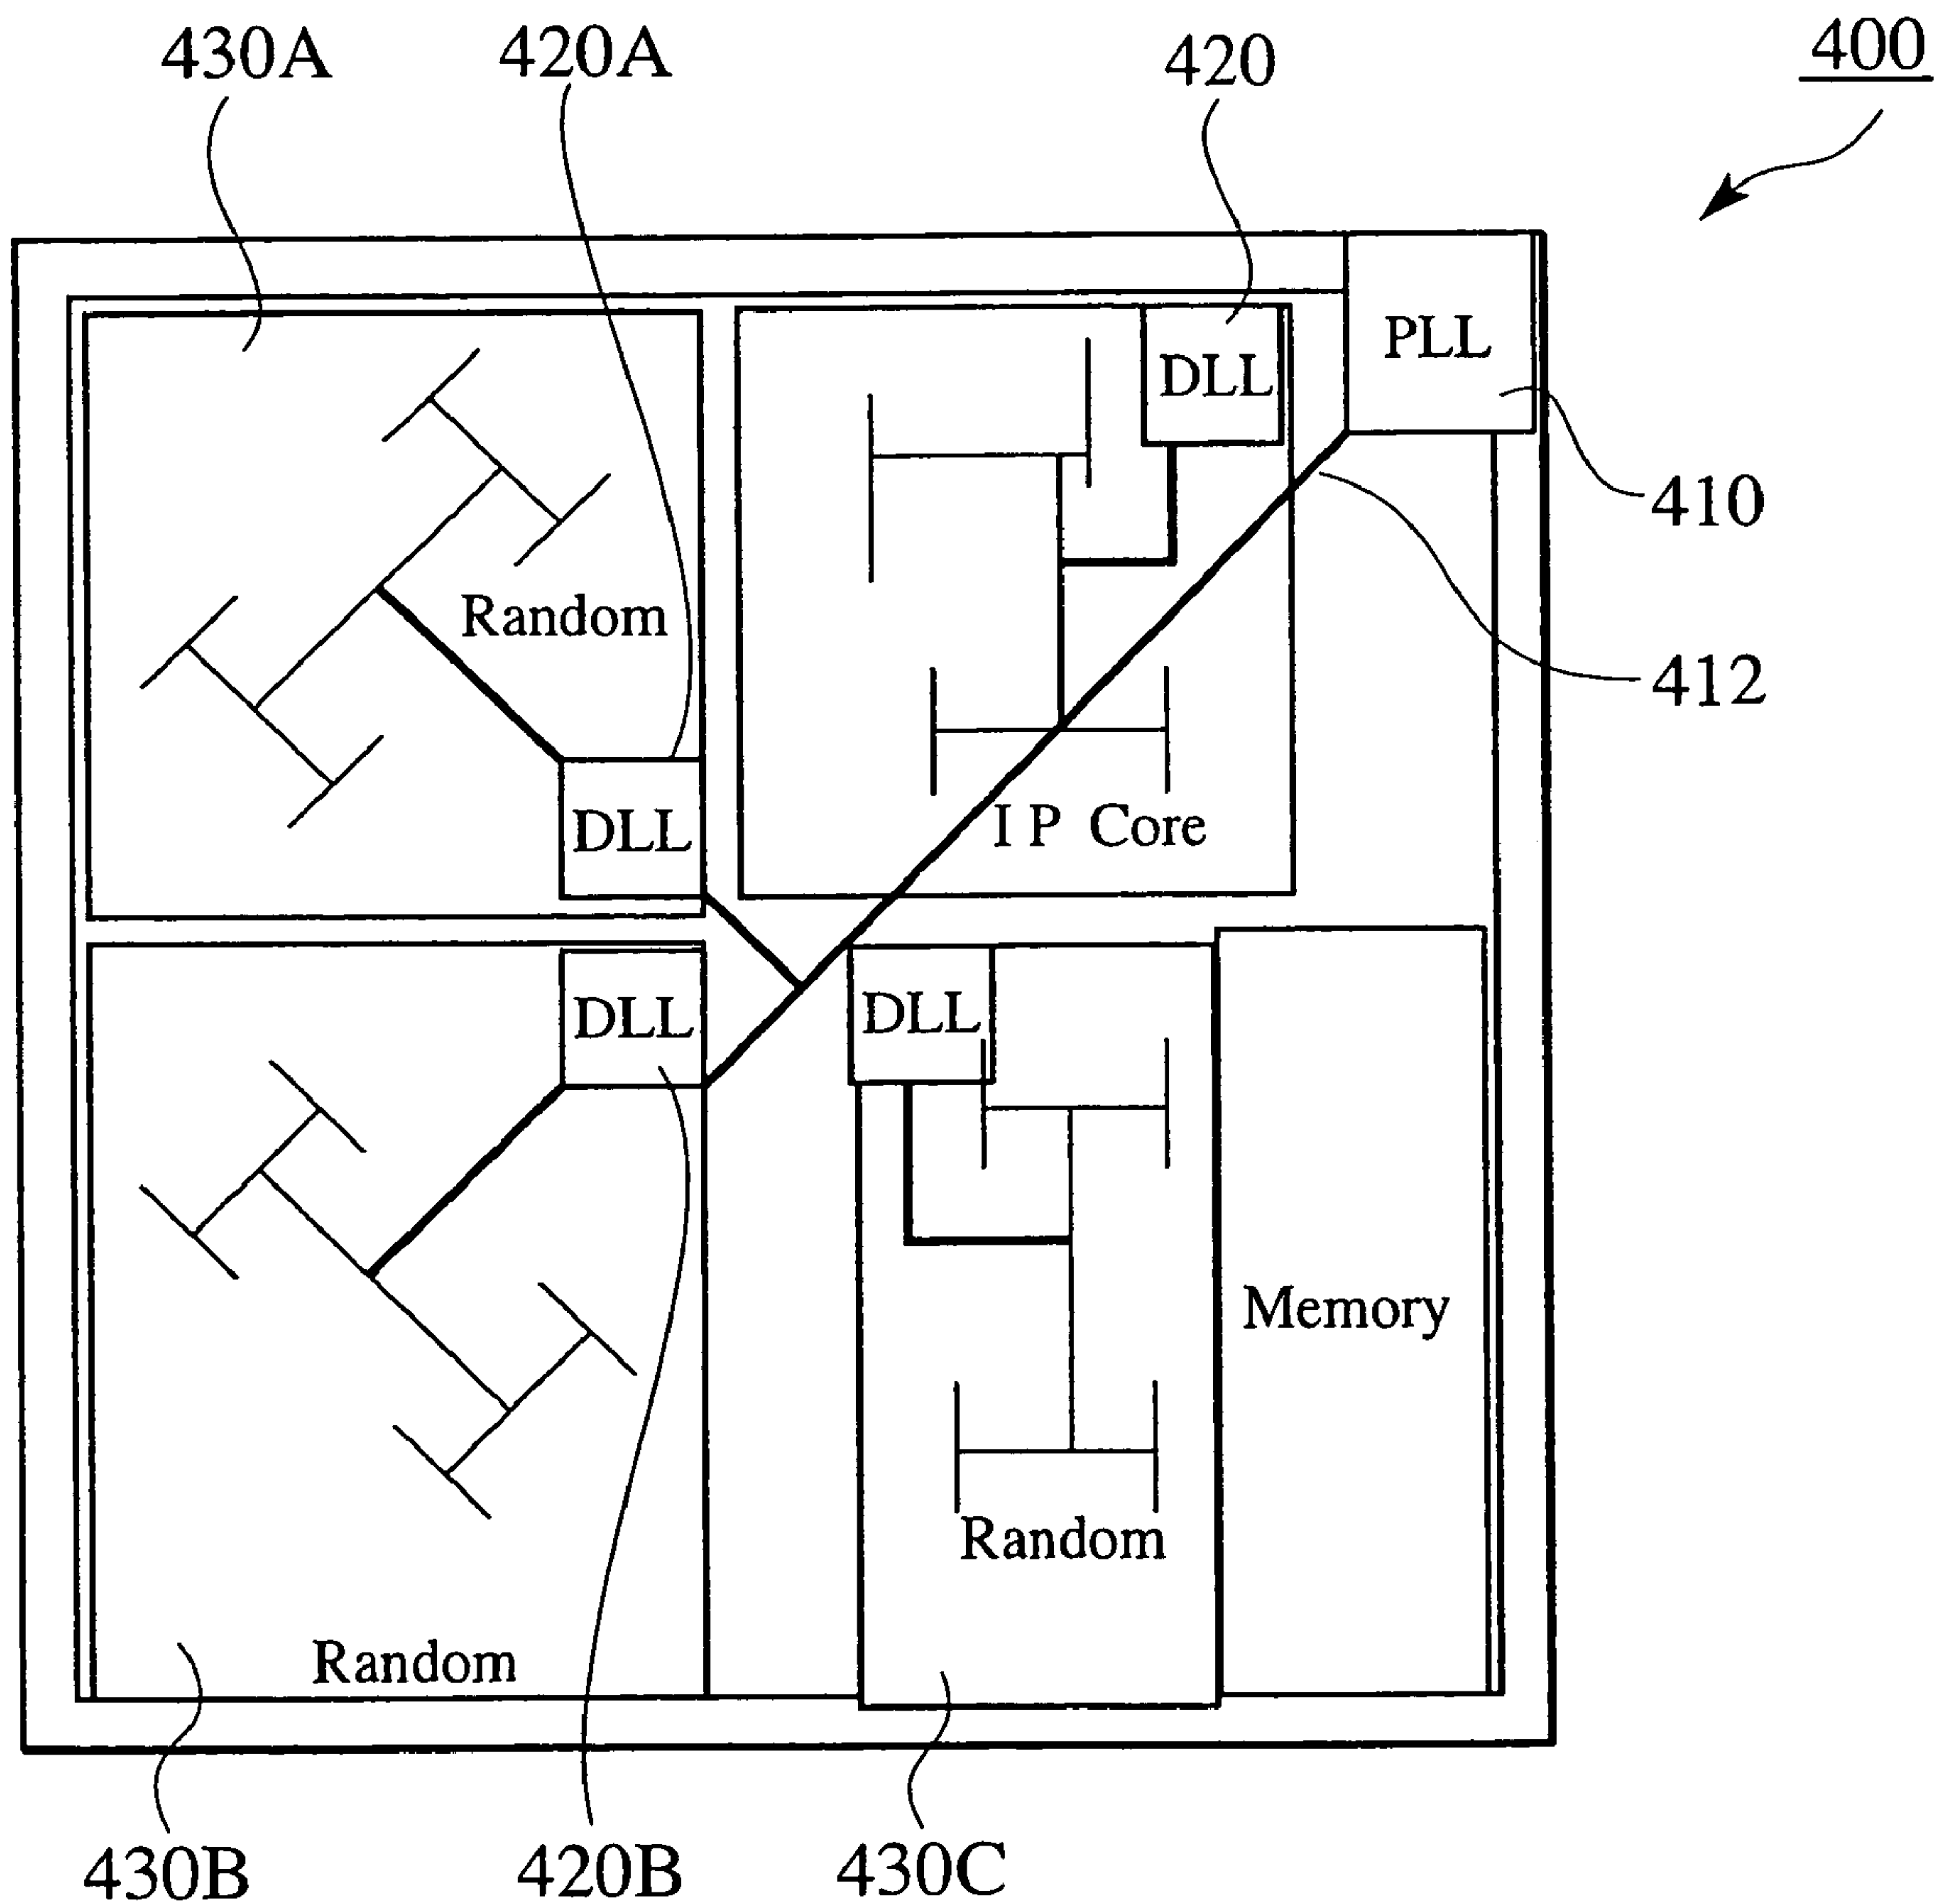 430A 420A 420 400
PLL
DLL
410
Random
412
DLL
I P Core
DLL
DLL
Memory
Random
Random
430B 420B 430C